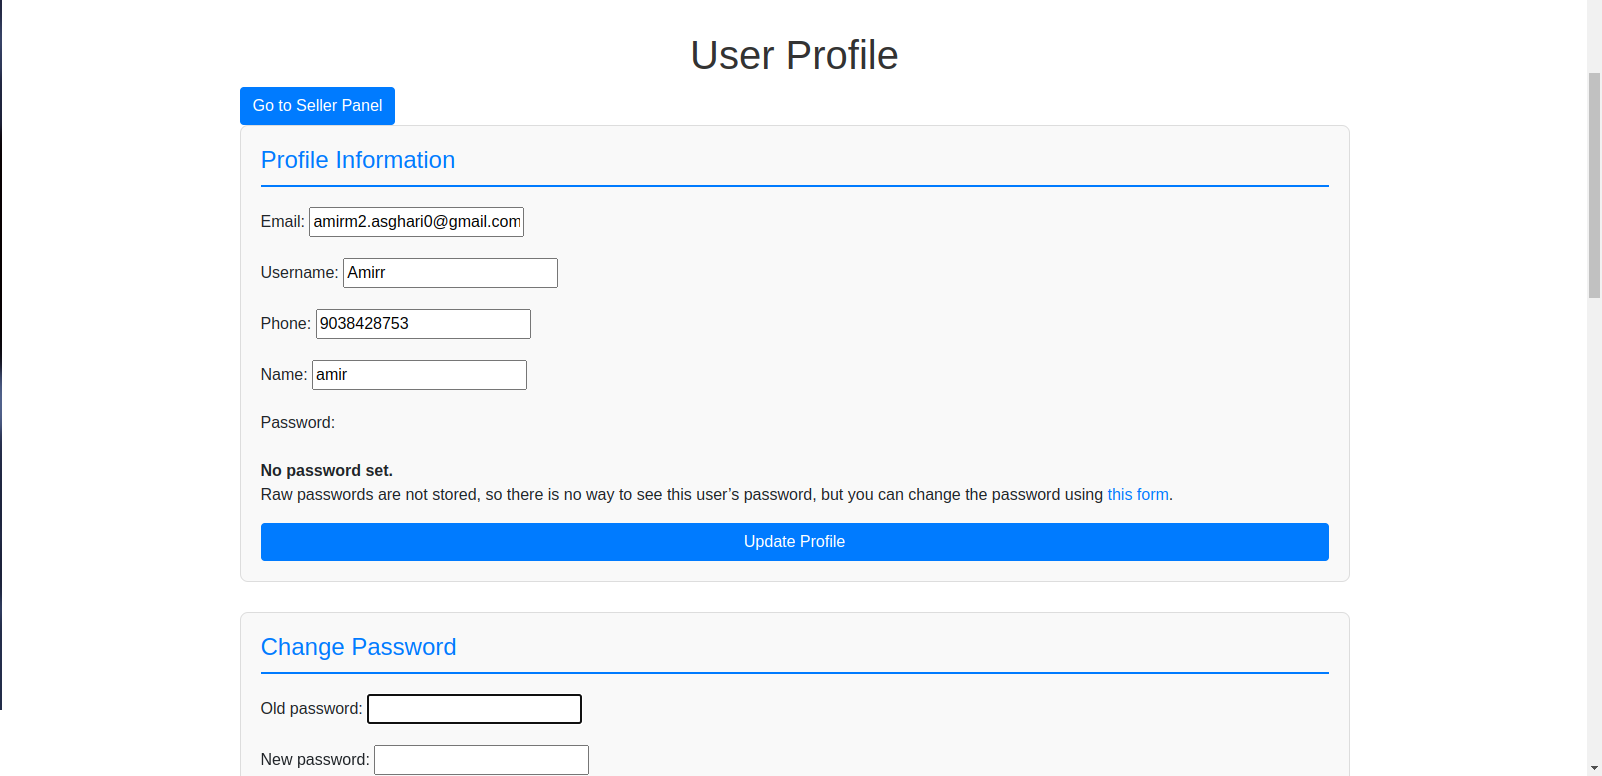 User Profile
Go to Seller Panel
Profile Information
Email: amirm2.asghari0@gmail.com
Username: Amirr
Phone: 9038428753
Name: amir
Password:
No password set.
Raw passwords are not stored, so there is no way to see this user’s password, but you can change the password using this form.
Update Profile
Change Password
Old password:
New password: